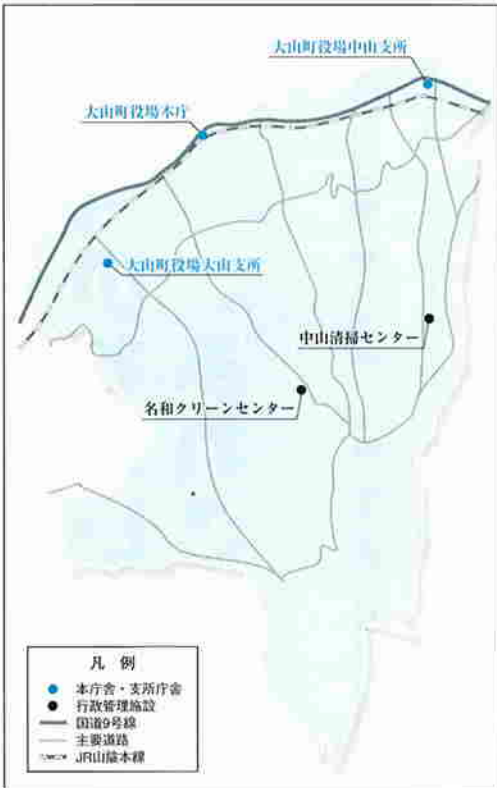 大山町役場中山支所
大山町役場本庁
大山町役場大山支所
中山清掃センター
名和クリーンセンター
凡 例
本庁舎・支所庁舎
行政管理施設
国道9号線
主要道路
JR山陰本線